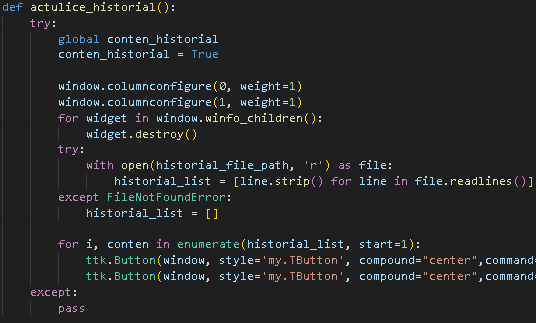 def actulice_historial():
    try:
        global conten_historial
        conten_historial = True

        window.columnconfigure(0, weight=1)
        window.columnconfigure(1, weight=1)
        for widget in window.winfo_children():
            widget.destroy()
        try:
            with open(historial_file_path, 'r') as file:
                historial_list = [line.strip() for line in file.readlines()]
        except FileNotFoundError:
            historial_list = []

        for i, conten in enumerate(historial_list, start=1):
            ttk.Button(window, style='my.TButton', compound="center",command=
            ttk.Button(window, style='my.TButton', compound="center",command=
    except:
        pass